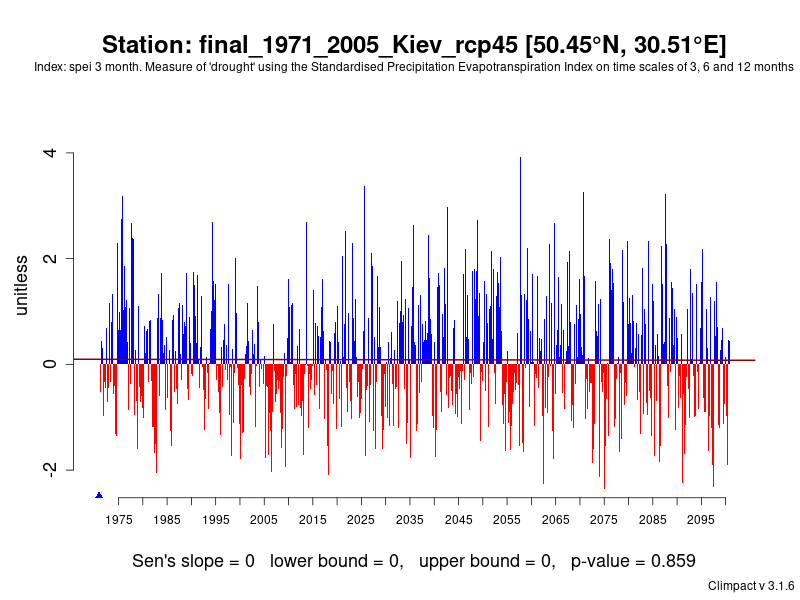 Station: final_1971_2005_Kiev_rcp45 [50.45°N, 30.51°E]
Index: spei 3 month. Measure of 'drought' using the Standardised Precipitation Evapotranspiration Index on time scales of 3, 6 and 12 months
4
2
0
-2
unitless
1975 1985 1995 2005 2015 2025 2035 2045 2055 2065 2075 2085 2095
Sen's slope = 0 lower bound = 0, upper bound = 0, p-value = 0.859
Climpact v 3.1.6